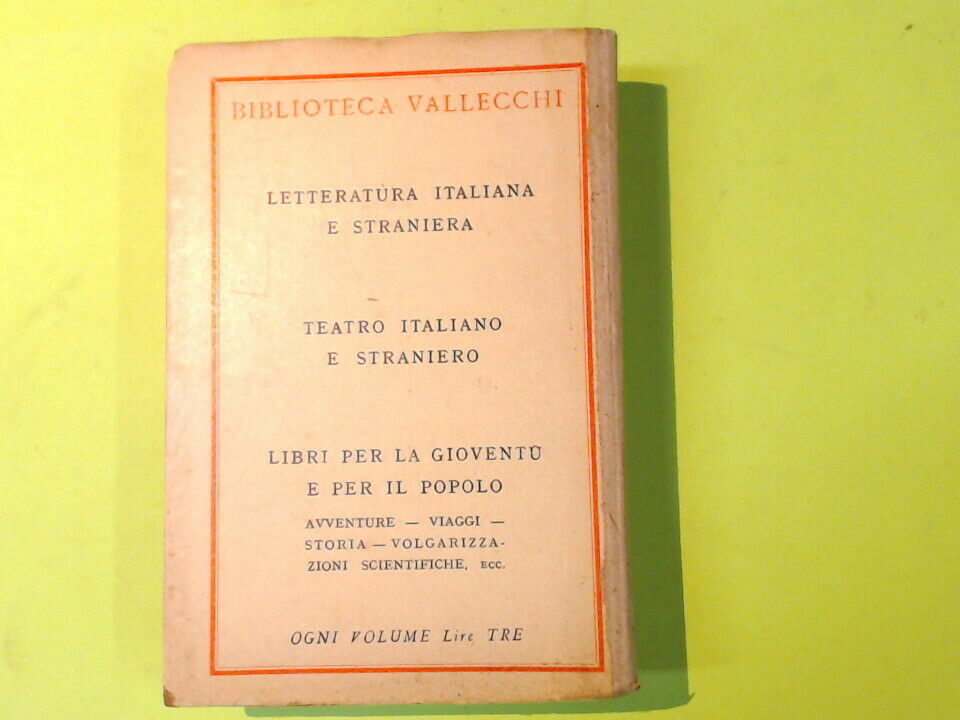 BIBLIOTECA VALLECCHI
LETTERATURA ITALIANA
E STRANIERA
TEATRO ITALIANO
E STRANIERO
LIBRI PER LA GIOVENTÙ
E PER IL POPOLO
AVVENTURE — VIAGGI —
STORIA — VOLGARIZZA-
ZIONI SCIENTIFICHE, ECC.
OGNI VOLUME Lire TRE